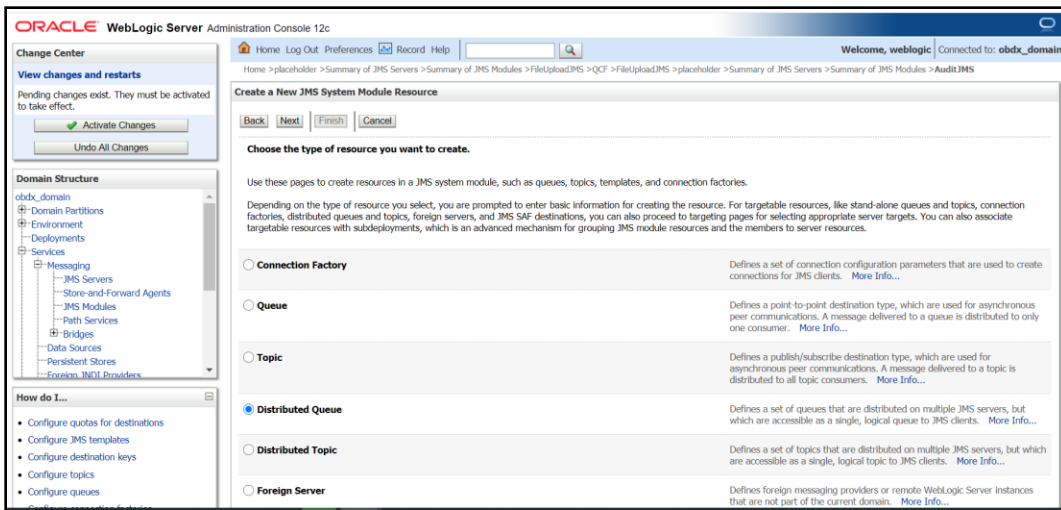 ORACLE WebLogic Server Administration Console 12c
Change Center
View changes and restarts
Pending changes exist. They must be activated
to take effect.
Activate Changes
Undo All Changes
Domain Structure
obdx_domain
Domain Partitions
Environment
Deployments
Services
Messaging
JMS Servers
Store-and-Forward Agents
JMS Modules
Path Services
Bridges
Data Sources
Persistent Stores
Foreign JNDI Providers
How do I...
Configure quotas for destinations
Configure JMS templates
Configure destination keys
Configure topics
Configure queues
Home Log Out Preferences Record Help
Welcome, weblogic Connected to: obdx_domain
Home >placeholder >Summary of JMS Servers >Summary of JMS Modules >FileUploadJMS >QCF >FileUploadJMS >placeholder >Summary of JMS Servers >Summary of JMS Modules >AuditJMS
Create a New JMS System Module Resource
Back Next Finish Cancel
Choose the type of resource you want to create.
Use these pages to create resources in a JMS system module, such as queues, topics, templates, and connection factories.
Depending on the type of resource you select, you are prompted to enter basic information for creating the resource. For targetable resources, like stand-alone queues and topics, connection
factories, distributed queues and topics, foreign servers, and JMS SAF destinations, you can also proceed to targeting pages for selecting appropriate server targets. You can also associate
targetable resources with subdeployments, which is an advanced mechanism for grouping JMS module resources and the members to server resources.
Connection Factory
Defines a set of connection configuration parameters that are used to create
connections for JMS clients. More Info...
Queue
Defines a point-to-point destination type, which are used for asynchronous
peer communications. A message delivered to a queue is distributed to only
one consumer. More Info...
Topic
Defines a publish/subscribe destination type, which are used for
asynchronous peer communications. A message delivered to a topic is
distributed to all topic consumers. More Info...
Distributed Queue
Defines a set of queues that are distributed on multiple JMS servers, but
which are accessible as a single, logical queue to JMS clients. More Info...
Distributed Topic
Defines a set of topics that are distributed on multiple JMS servers, but which
are accessible as a single, logical topic to JMS clients. More Info...
Foreign Server
Defines foreign messaging providers or remote WebLogic Server instances
that are not part of the current domain. More Info...